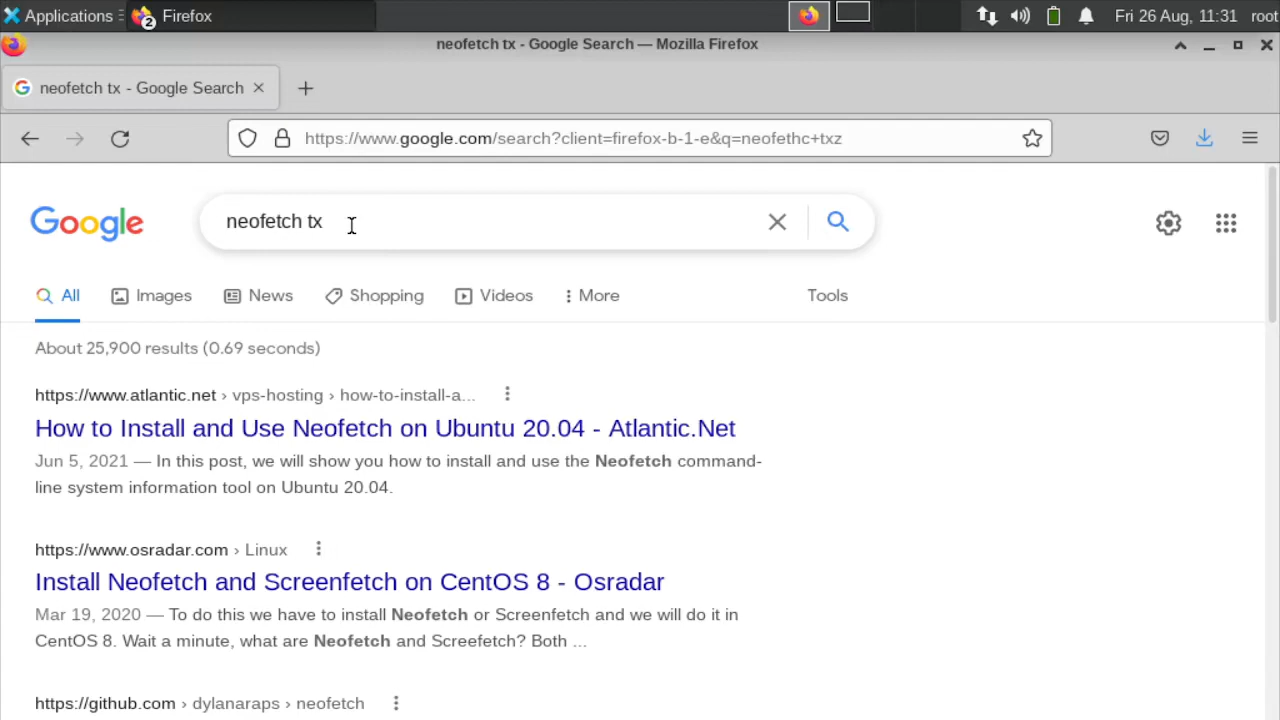 Applications
2
Firefox
Fri 26 Aug, 11:31
root
neofetch tx - Google Search — Mozilla Firefox
neofetch tx - Google Search
https://www.google.com/search?client=firefox-b-1-e&q=neofethc+txz
Google
neofetch tx
All
Images
News
Shopping
Videos
More
Tools
About 25,900 results (0.69 seconds)
https://www.atlantic.net › vps-hosting › how-to-install-a...
How to Install and Use Neofetch on Ubuntu 20.04 - Atlantic.Net
Jun 5, 2021 — In this post, we will show you how to install and use the Neofetch command-
line system information tool on Ubuntu 20.04.
https://www.osradar.com › Linux
Install Neofetch and Screenfetch on CentOS 8 - Osradar
Mar 19, 2020 — To do this we have to install Neofetch or Screenfetch and we will do it in
CentOS 8. Wait a minute, what are Neofetch and Screefetch? Both ...
https://github.com › dylanaraps › neofetch